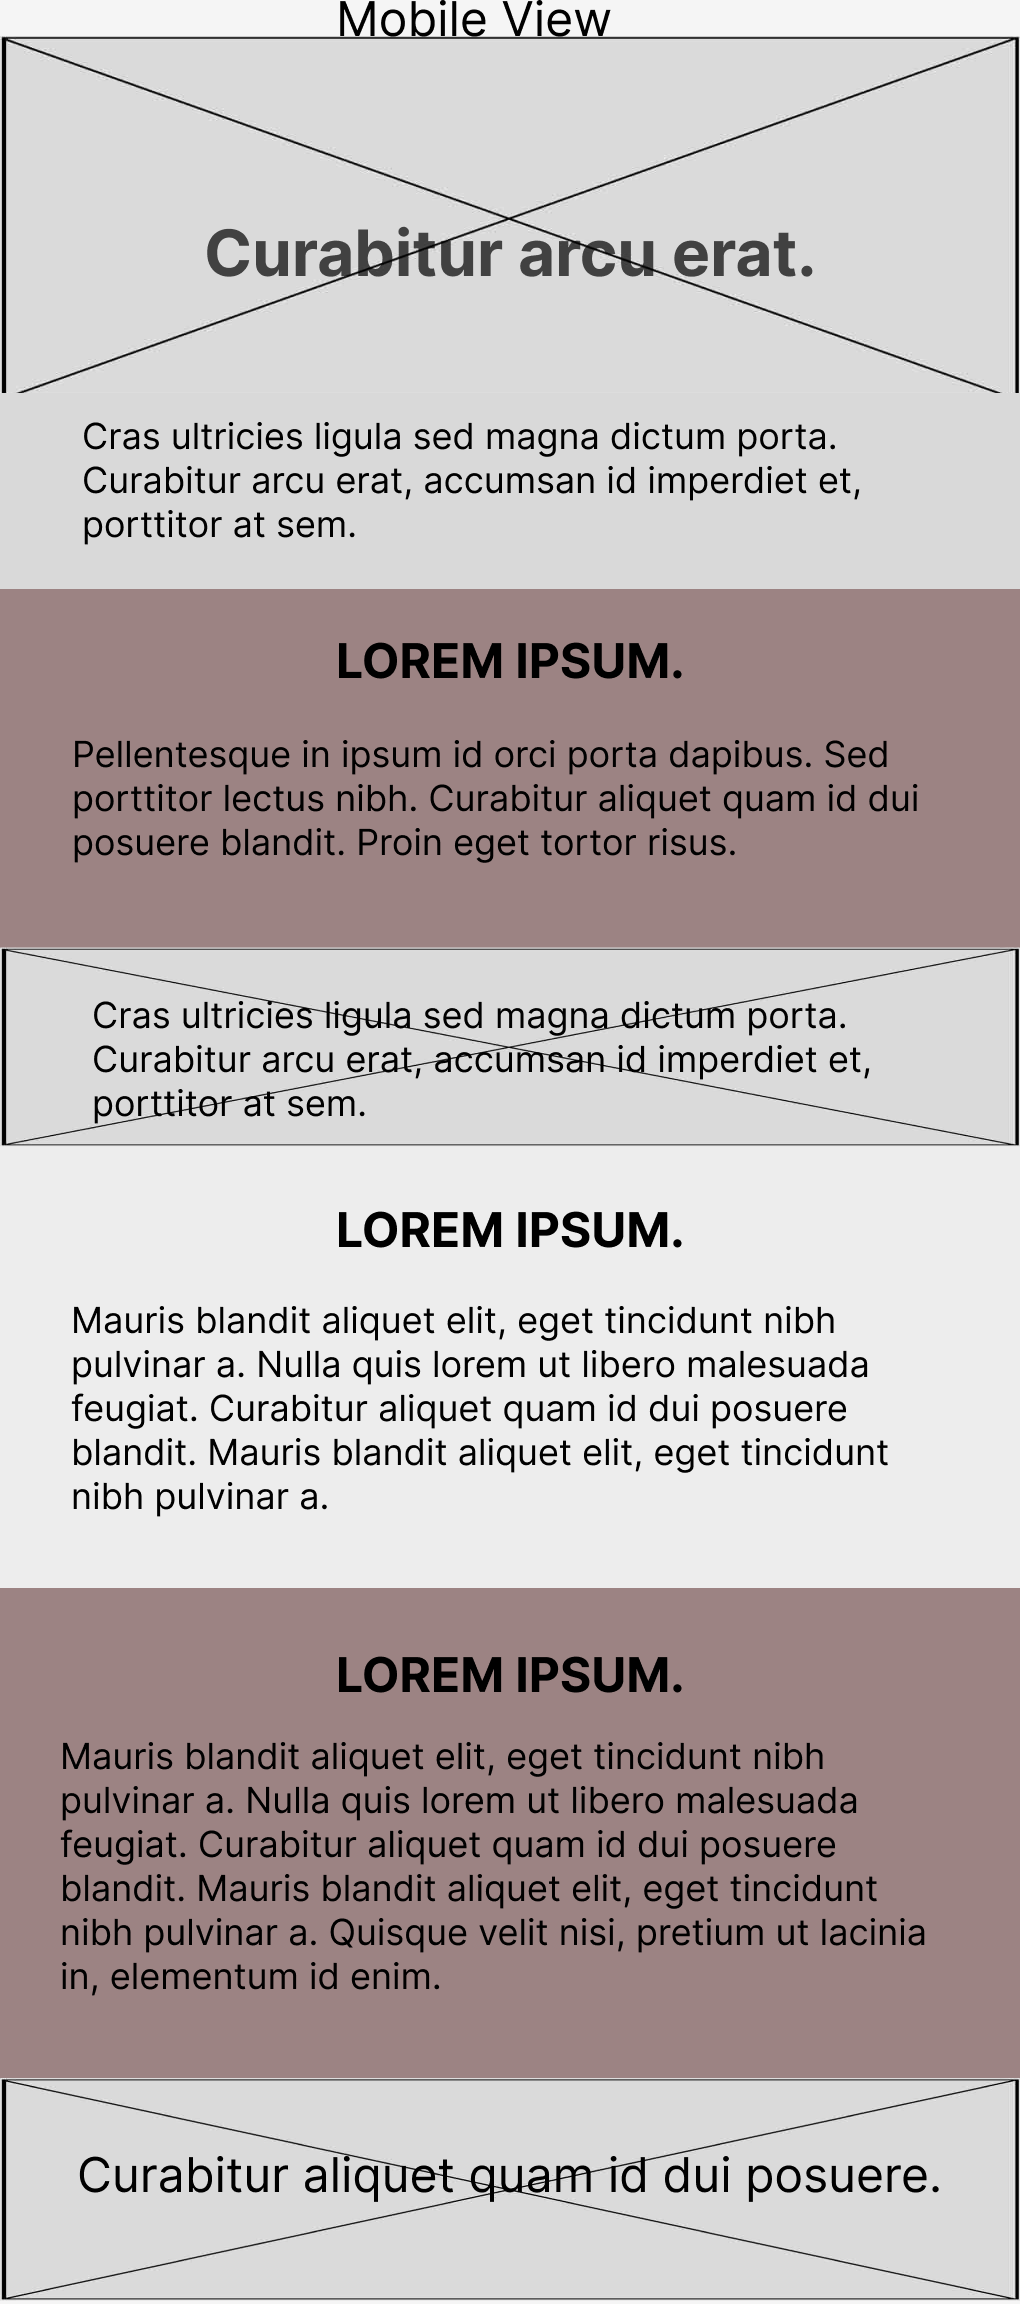 Mobile View
Curabitur arcu erat.
Cras ultricies ligula sed magna dictum porta.
Curabitur arcu erat, accumsan id imperdiet et,
porttitor at sem.
LOREM IPSUM.
Pellentesque in ipsum id orci porta dapibus. Sed
porttitor lectus nibh. Curabitur aliquet quam id dui
posuere blandit. Proin eget tortor risus.
Cras ultricies ligula sed magna dictum porta.
Curabitur arcu erat, accumsan id imperdiet et,
porttitor at sem.
LOREM IPSUM.
Mauris blandit aliquet elit, eget tincidunt nibh
pulvinar a. Nulla quis lorem ut libero malesuada
feugiat. Curabitur aliquet quam id dui posuere
blandit. Mauris blandit aliquet elit, eget tincidunt
nibh pulvinar a.
LOREM IPSUM.
Mauris blandit aliquet elit, eget tincidunt nibh
pulvinar a. Nulla quis lorem ut libero malesuada
feugiat. Curabitur aliquet quam id dui posuere
blandit. Mauris blandit aliquet elit, eget tincidunt
nibh pulvinar a. Quisque velit nisi, pretium ut lacinia
in, elementum id enim.
Curabitur aliquet quam id dui posuere.